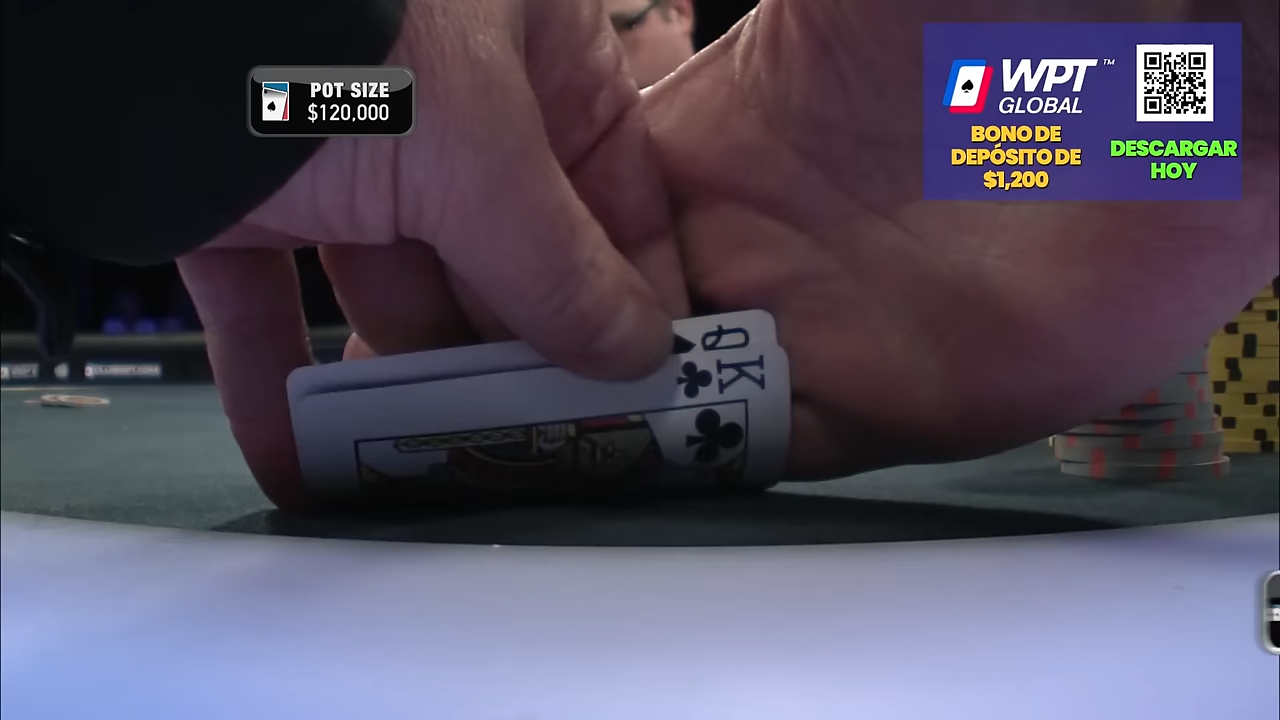 POT SIZE
$120,000
WPT™
GLOBAL
BONO DE
DEPÓSITO DE
$1,200
DESCARGAR
HOY
Q
K